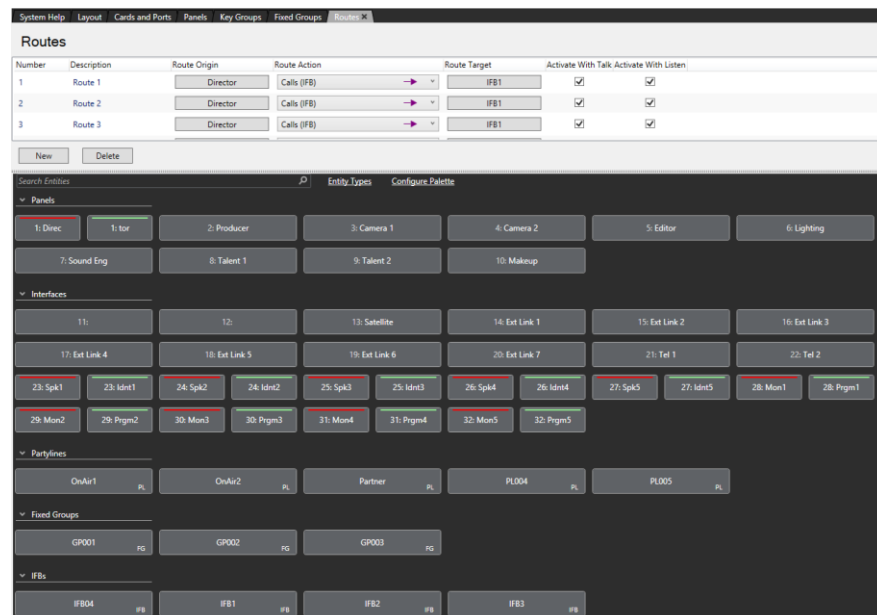 System Help Layout Cards and Ports Panels Key Groups Fixed Groups Routes
Routes
Number Description Route Origin Route Action Route Target Activate With Talk Activate With Listen
1 Route 1 Director Calls (IFB) IFB1
2 Route 2 Director Calls (IFB) IFB1
3 Route 3 Director Calls (IFB) IFB1
New Delete
Search Entities Entity Types Configure Palette
Panels
1: Direc 1: tor 2: Producer 3: Camera 1 4: Camera 2 5: Editor 6: Lighting
7: Sound Eng 8: Talent 1 9: Talent 2 10: Makeup
Interfaces
11: 12: 13: Satellite 14: Ext Link 1 15: Ext Link 2 16: Ext Link 3
17: Ext Link 4 18: Ext Link 5 19: Ext Link 6 20: Ext Link 7 21: Tel 1 22: Tel 2
23: Spk1 23: Idnt1 24: Spk2 24: Idnt2 25: Spk3 25: Idnt3 26: Spk4 26: Idnt4 27: Spk5 27: Idnt5 28: Mon1 28: Prgm1
29: Mon2 29: Prgm2 30: Mon3 30: Prgm3 31: Mon4 31: Prgm4 32: Mon5 32: Prgm5
Partylines
OnAir1 PL OnAir2 PL Partner PL PL004 PL PL005 PL
Fixed Groups
GP001 FG GP002 FG GP003 FG
IFBs
IFB04 IFB IFB1 IFB IFB2 IFB IFB3 IFB